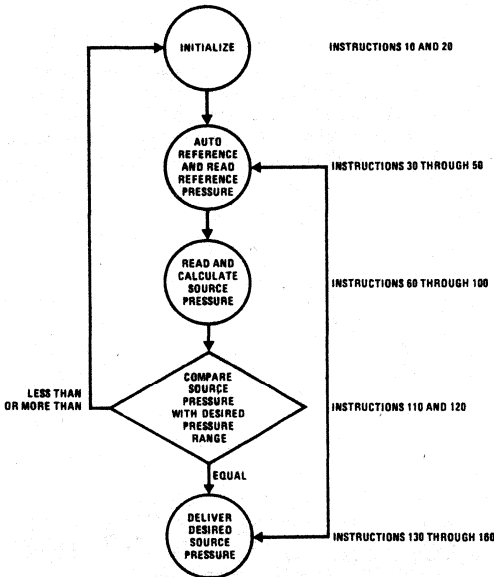 INITIALIZE
INSTRUCTIONS 10 AND 20
AUTO
REFERENCE
AND READ
REFERENCE
PRESSURE
INSTRUCTIONS 30 THROUGH 50
READ AND
CALCULATE
SOURCE
PRESSURE
INSTRUCTIONS 60 THROUGH 100
LESS THAN
OR MORE THAN
COMPARE
SOURCE
PRESSURE
WITH DESIRED
PRESSURE
RANGE
INSTRUCTIONS 110 AND 120
EQUAL
DELIVER
DESIRED
SOURCE
PRESSURE
INSTRUCTIONS 130 THROUGH 160